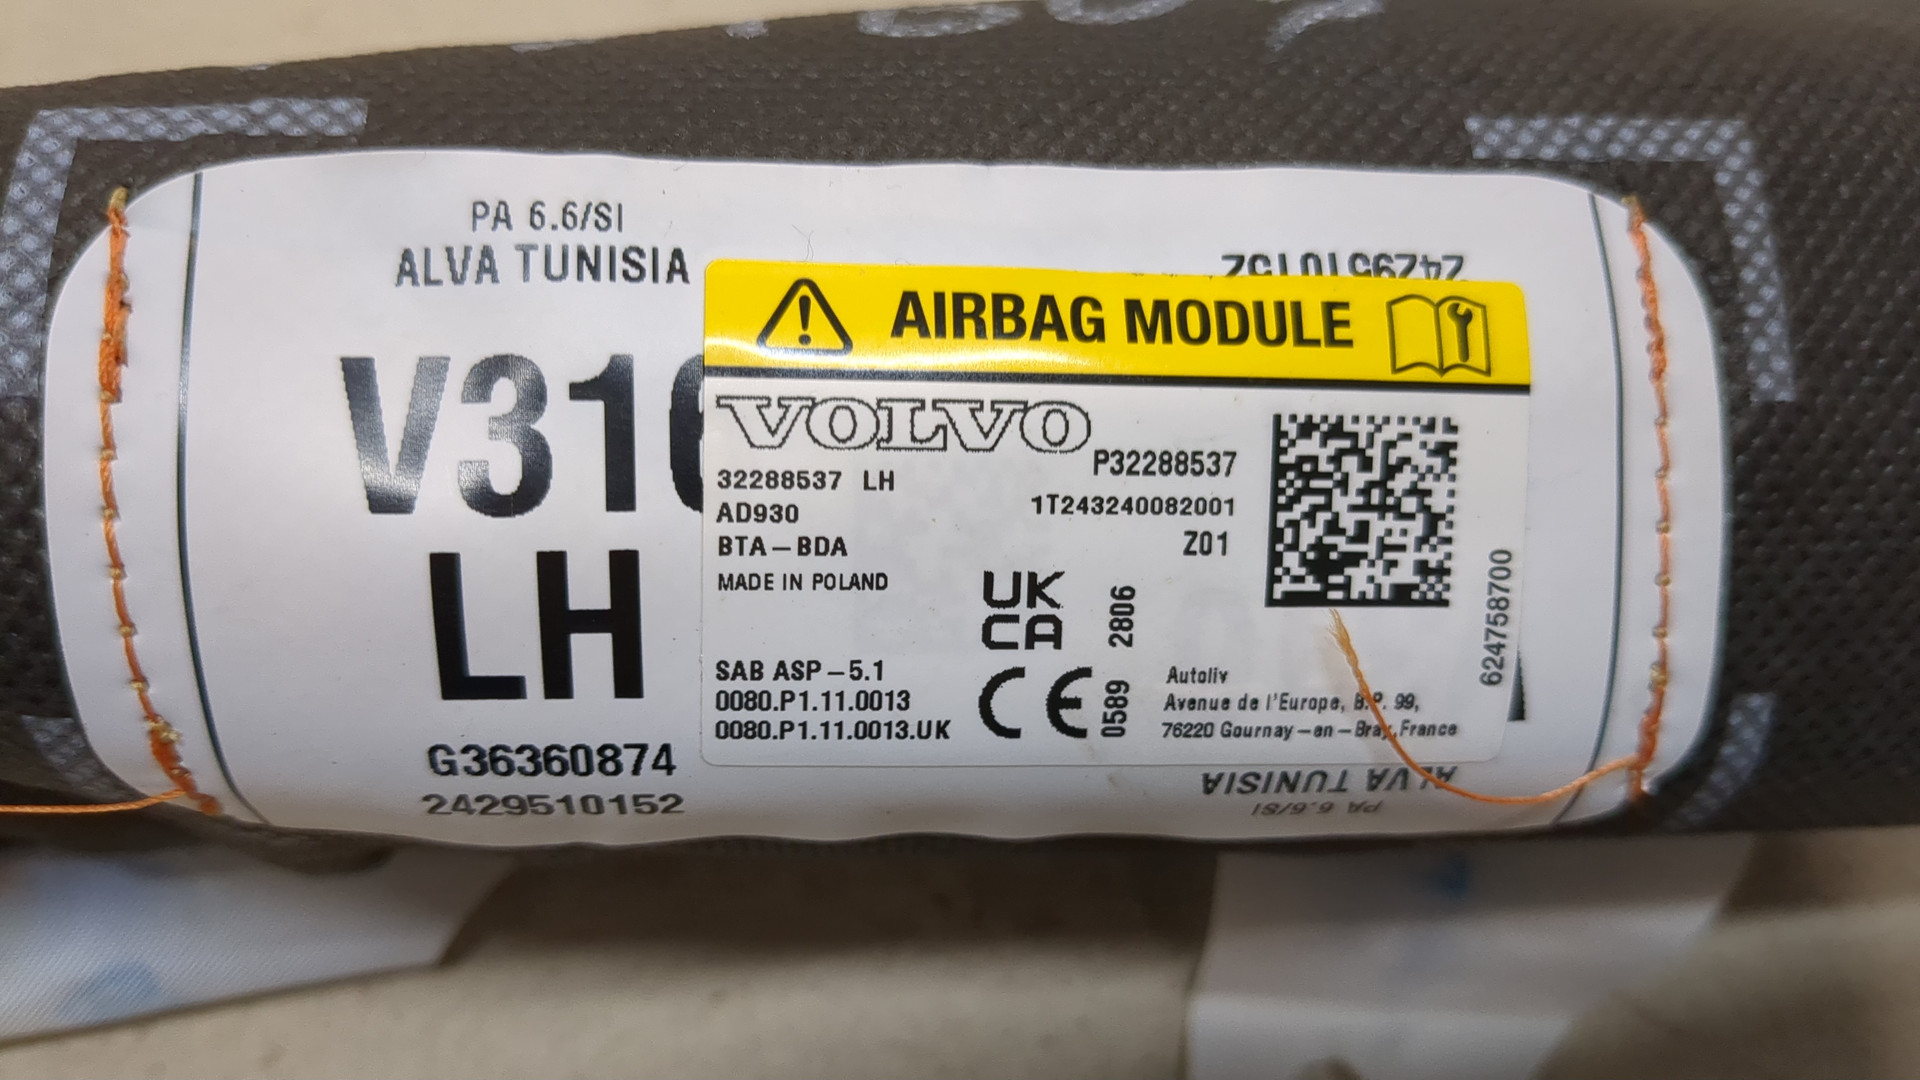 PA 6.6/SI
ALVA TUNISIA
2429510152
V316
LH
G36360874
2429510152
AIRBAG MODULE
VOLVO
32288537 LH
P32288537
AD930
1T243240082001
BTA-BDA
Z01
MADE IN POLAND
UK
CA
2806
SAB ASP-5.1
0080.P1.11.0013
0080.P1.11.0013.UK
CE
0589
Autoliv
Avenue de l'Europe, B.P. 99,
76220 Gournay-en-Bray, France
624758700
ALVA TUNISIA
PA 6.6/SI